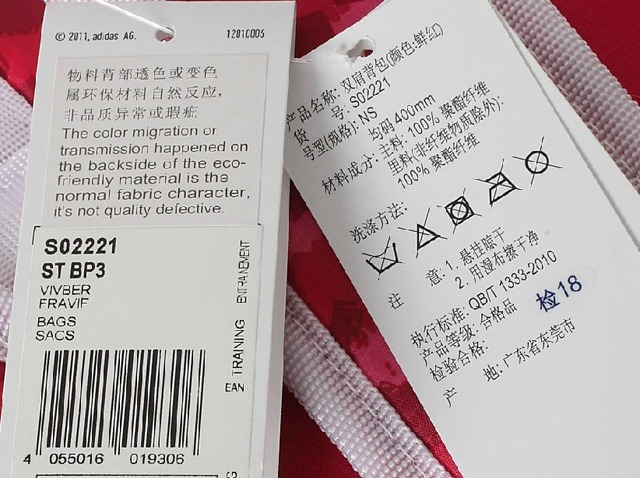 © 2011, adidas AG.
12010006
物料背部透色或变色
属环保材料自然反应,
非品质异常或瑕疵
The color migration or
transmission happened on
the backside of the eco-
friendly material is the
normal fabric character,
it's not quality defective.
S02221
ST BP3
VIVBER
FRAVIF
BAGS
SACS
TRAINING
ENTRAINEMENT
EAN
4 055016 019306
产品名称: 双肩背包(颜色:鲜红)
货 号: S02221
号型(规格): NS
均码 400mm
材料成分: 主料: 100% 聚酯纤维
里料(非纤维物质除外):
100% 聚酯纤维
洗涤方法:
注 意: 1. 悬挂晾干
2. 用湿布擦干净
执行标准: QB/T 1333-2010
产品等级: 合格品
检验合格:
检18
产 地: 广东省东莞市